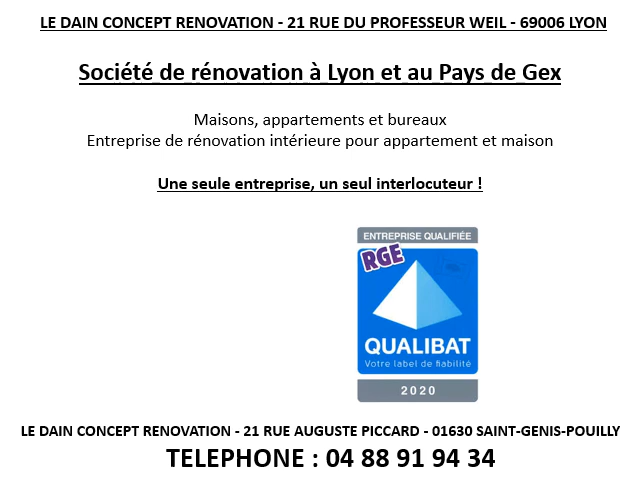 LE DAIN CONCEPT RENOVATION - 21 RUE DU PROFESSEUR WEIL - 69006 LYON
Société de rénovation à Lyon et au Pays de Gex
Maisons, appartements et bureaux
Entreprise de rénovation intérieure pour appartement et maison
Une seule entreprise, un seul interlocuteur !
ENTREPRISE QUALIFIÉE
RGE
QUALIBAT
Votre label de fiabilité
2020
LE DAIN CONCEPT RENOVATION - 21 RUE AUGUSTE PICCARD - 01630 SAINT-GENIS-POUILLY
TELEPHONE : 04 88 91 94 34